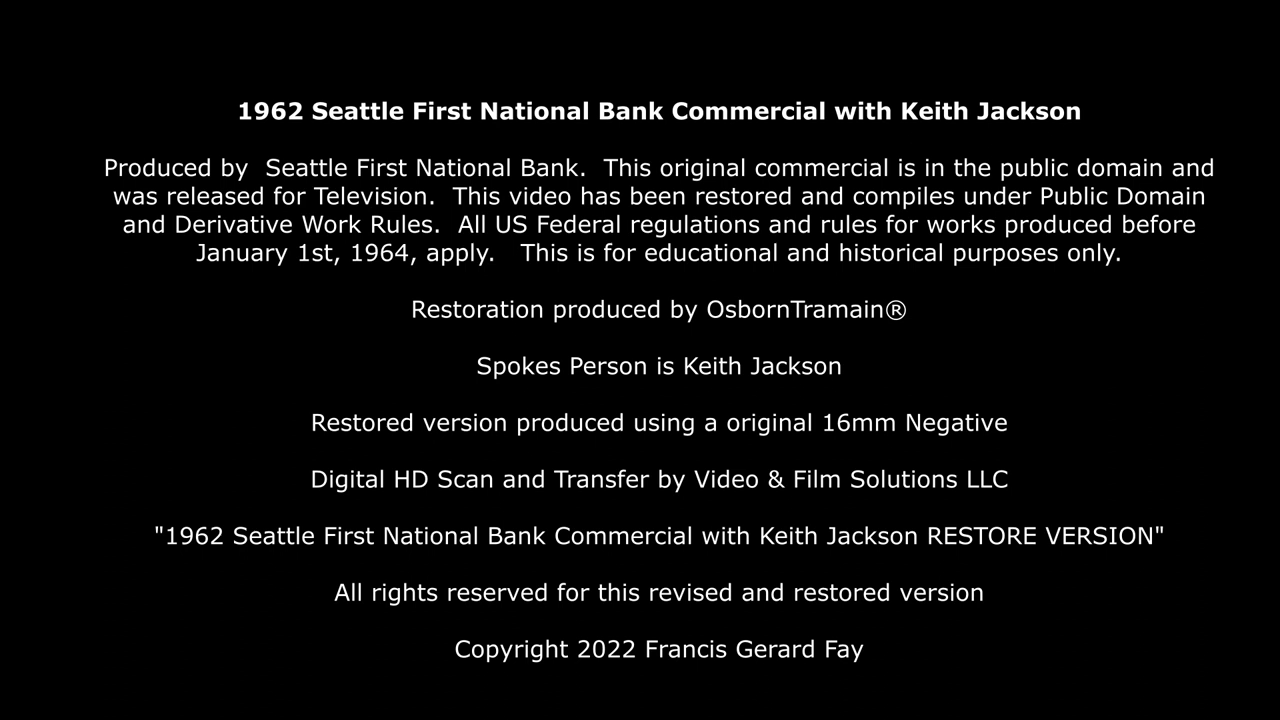 1962 Seattle First National Bank Commercial with Keith Jackson
Produced by  Seattle First National Bank.  This original commercial is in the public domain and
was released for Television.  This video has been restored and compiles under Public Domain
and Derivative Work Rules.  All US Federal regulations and rules for works produced before
January 1st, 1964, apply.   This is for educational and historical purposes only.
Restoration produced by OsbornTramain®
Spokes Person is Keith Jackson
Restored version produced using a original 16mm Negative
Digital HD Scan and Transfer by Video & Film Solutions LLC
"1962 Seattle First National Bank Commercial with Keith Jackson RESTORE VERSION"
All rights reserved for this revised and restored version
Copyright 2022 Francis Gerard Fay